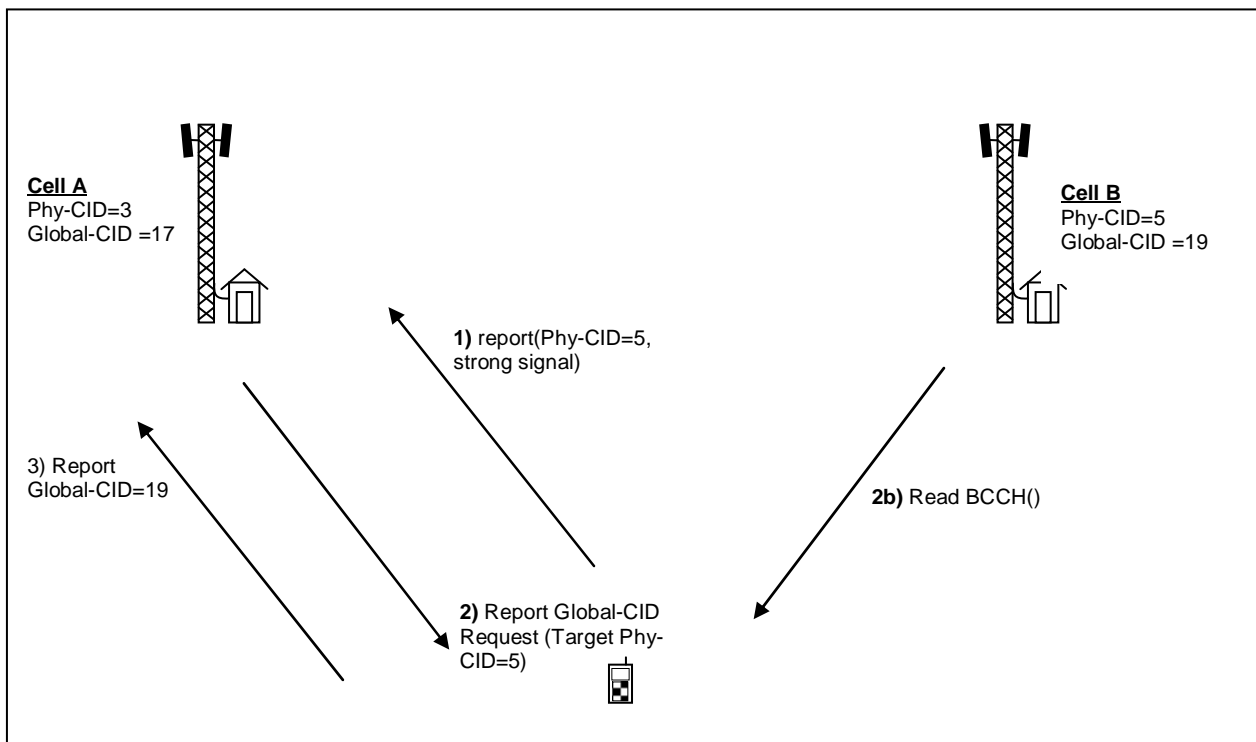 Cell A
Phy-CID=3
Global-CID =17
Cell B
Phy-CID=5
Global-CID =19
1) report(Phy-CID=5,
strong signal)
3) Report
Global-CID=19
2b) Read BCCH()
2) Report Global-CID
Request (Target Phy-
CID=5)